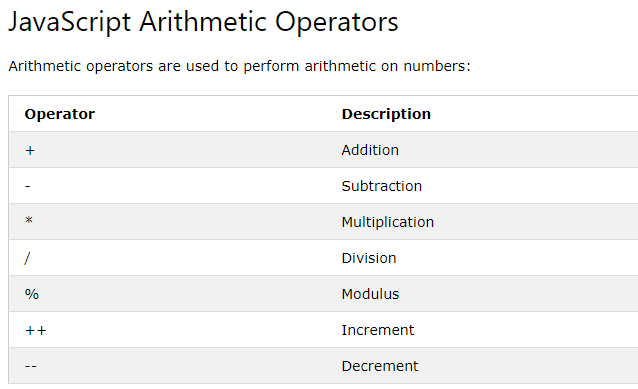 JavaScript Arithmetic Operators
Arithmetic operators are used to perform arithmetic on numbers:
Operator Description
+ Addition
- Subtraction
* Multiplication
/ Division
% Modulus
++ Increment
-- Decrement